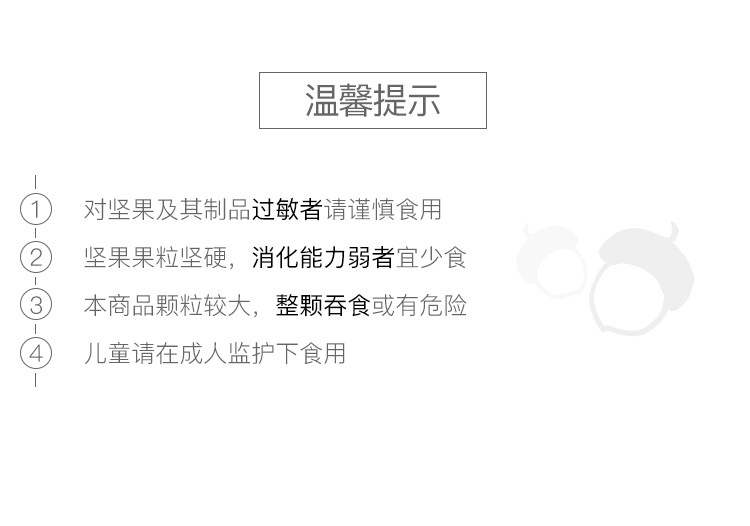 温馨提示
1 对坚果及其制品过敏者请谨慎食用
2 坚果果粒坚硬，消化能力弱者宜少食
3 本商品颗粒较大，整颗吞食或有危险
4 儿童请在成人监护下食用